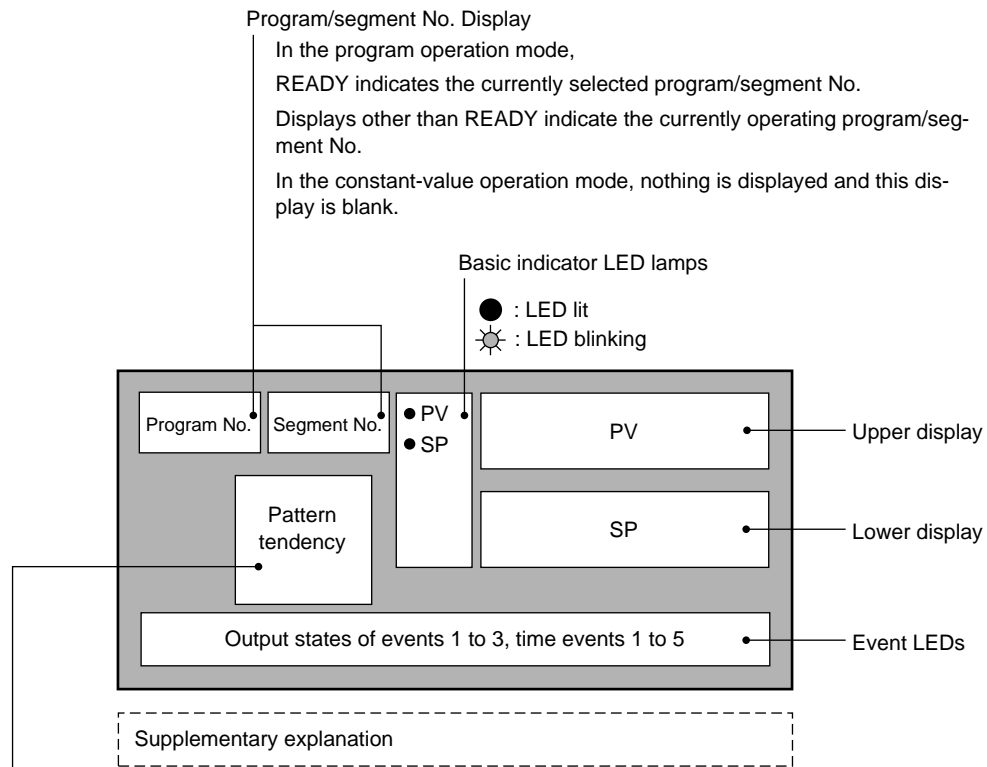 Program/segment No. Display
In the program operation mode,
READY indicates the currently selected program/segment No.
Displays other than READY indicate the currently operating program/seg-
ment No.
In the constant-value operation mode, nothing is displayed and this dis-
play is blank.
Basic indicator LED lamps
: LED lit
: LED blinking
Program No.
Segment No.
PV
SP
PV
Upper display
Pattern
tendency
SP
Lower display
Output states of events 1 to 3, time events 1 to 5
Event LEDs
Supplementary explanation